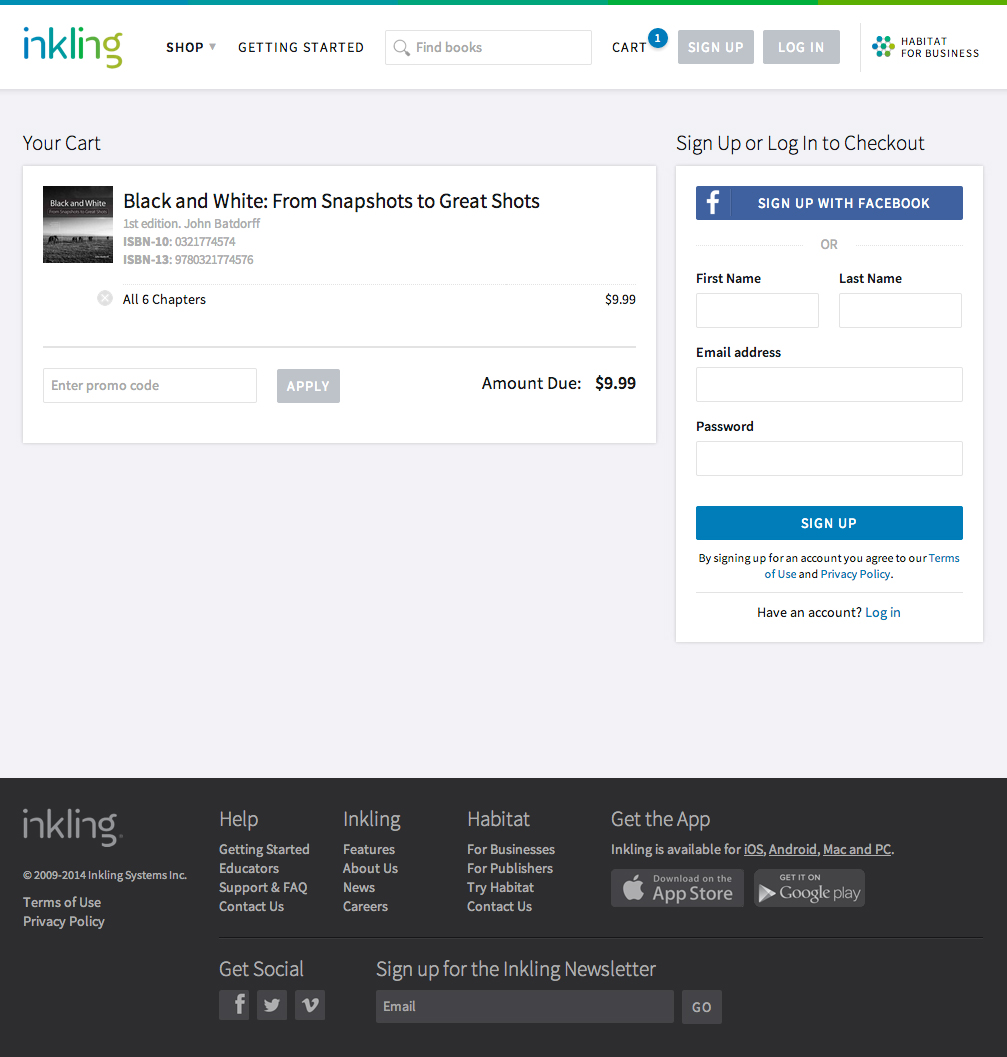 inkling
SHOP ▼
GETTING STARTED
Find books
CART 1
SIGN UP
LOG IN
HABITAT
FOR BUSINESS
Your Cart
Black and White
From Snapshots to Great Shots
Black and White: From Snapshots to Great Shots
1st edition. John Batdorff
ISBN-10: 0321774574
ISBN-13: 9780321774576
All 6 Chapters $9.99
Enter promo code
APPLY
Amount Due: $9.99
Sign Up or Log In to Checkout
f SIGN UP WITH FACEBOOK
OR
First Name
Last Name
Email address
Password
SIGN UP
By signing up for an account you agree to our Terms
of Use and Privacy Policy.
Have an account? Log in
inkling
© 2009-2014 Inkling Systems Inc.
Terms of Use
Privacy Policy
Help
Getting Started
Educators
Support & FAQ
Contact Us
Inkling
Features
About Us
News
Careers
Habitat
For Businesses
For Publishers
Try Habitat
Contact Us
Get the App
Inkling is available for iOS, Android, Mac and PC.
Download on the
App Store
GET IT ON
Google play
Get Social
Sign up for the Inkling Newsletter
Email
GO